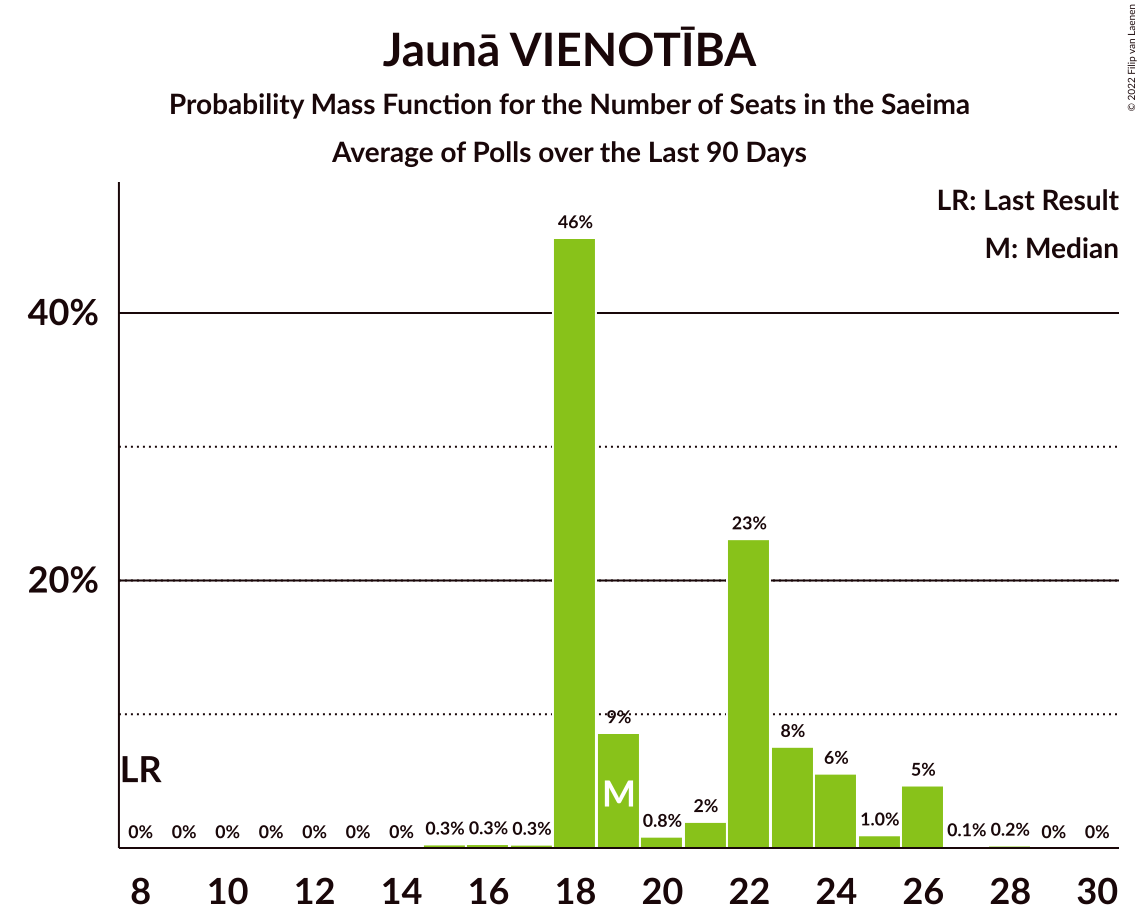 Jaunā VIENOTĪBA
Probability Mass Function for the Number of Seats in the Saeima
Average of Polls over the Last 90 Days
© 2022 Filip van Laenen
LR: Last Result
M: Median
46%
40%
23%
20%
9%
8%
6%
5%
LR
M
2%
0% 0% 0% 0% 0% 0% 0% 0.3% 0.3% 0.3% 0.8% 1.0% 0.1% 0.2% 0% 0%
8 10 12 14 16 18 20 22 24 26 28 30